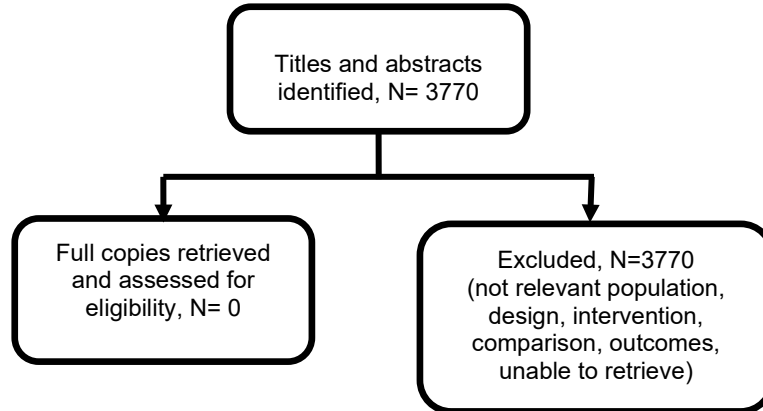 Titles and abstracts
identified, N= 3770
Full copies retrieved
and assessed for
eligibility, N= 0
Excluded, N=3770
(not relevant population,
design, intervention,
comparison, outcomes,
unable to retrieve)